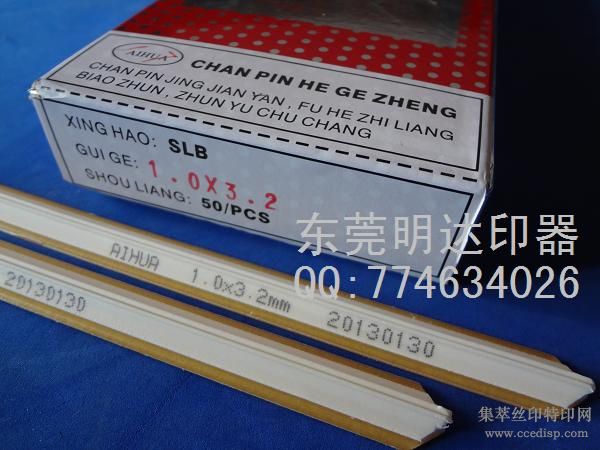 AIHUA
CHAN PIN HE GE ZHENG
CHAN PIN JING JIAN YAN , FU HE ZHI LIANG
BIAO ZHUN , ZHUN YU CHU CHANG
XING HAO: SLB
GUI GE: 1.0X3.2
SHOU LIANG: 50/PCS
东莞明达印器
QQ:774634026
AIHUA 1.0x3.2mm 20130130
20130130
集萃丝印特印网
www.ccedisp.com